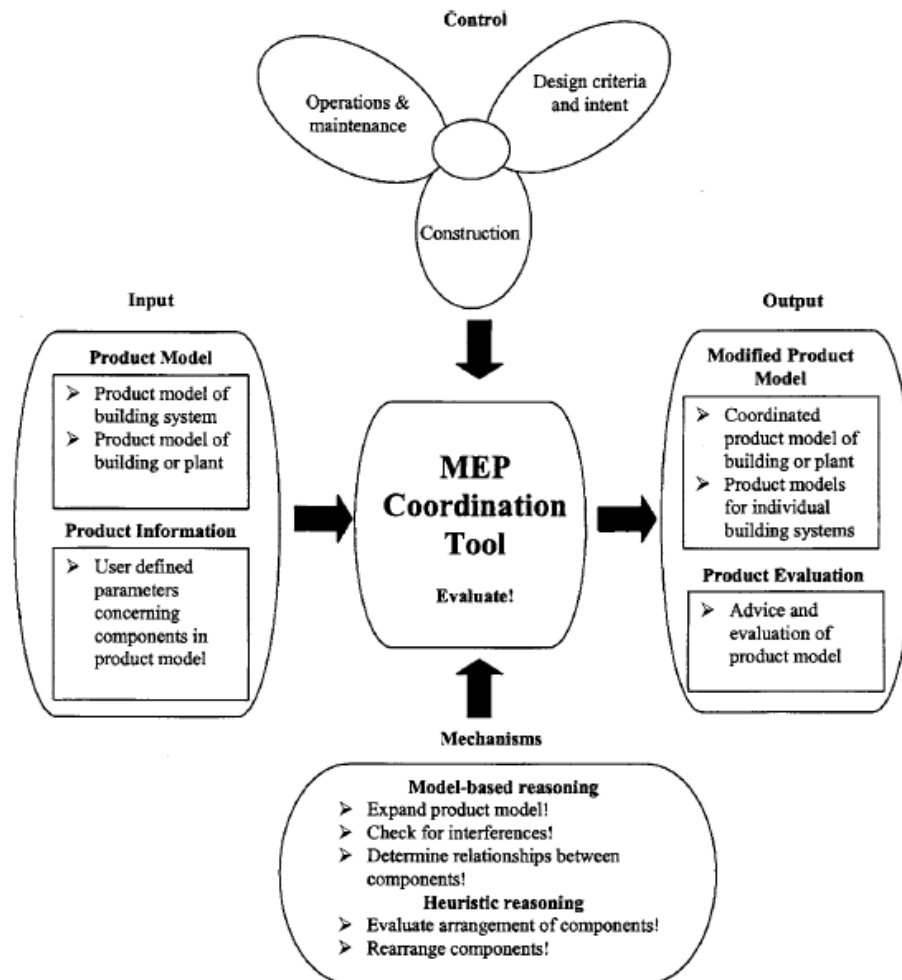 Control
Operations &
maintenance
Design criteria
and intent
Construction
Input
Product Model
➢ Product model of
building system
➢ Product model of
building or plant
Product Information
➢ User defined
parameters
concerning
components in
product model
MEP
Coordination
Tool
Evaluate!
Output
Modified Product
Model
➢ Coordinated
product model of
building or plant
➢ Product models
for individual
building systems
Product Evaluation
➢ Advice and
evaluation of
product model
Mechanisms
Model-based reasoning
➢ Expand product model!
➢ Check for interferences!
➢ Determine relationships between
components!
Heuristic reasoning
➢ Evaluate arrangement of components!
➢ Rearrange components!